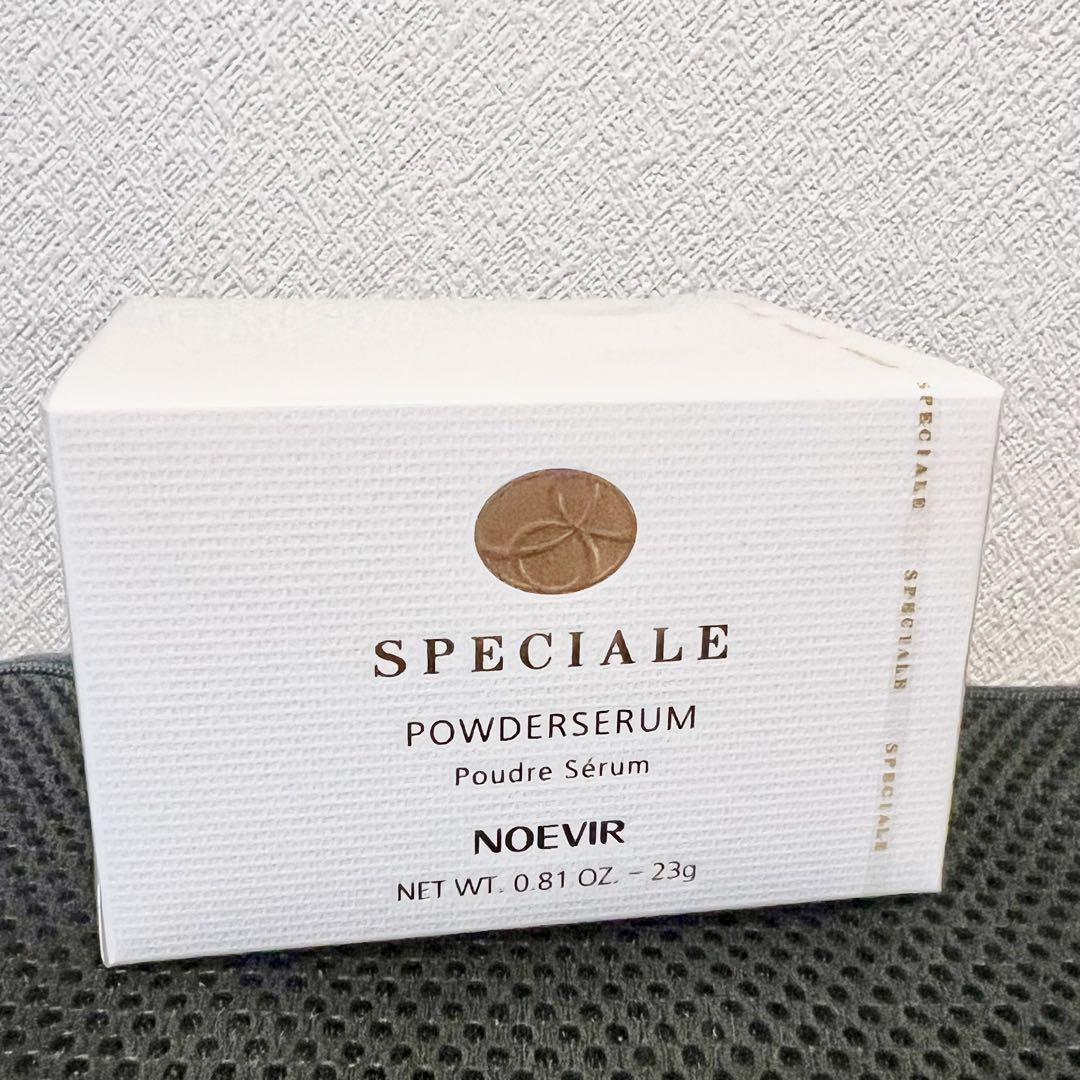 SPECIALE
POWDERSERUM
Poudre Sérum
NOEVIR
NET WT. 0.81 OZ. – 23g
SPECIALE
SPECIALE
SPECIALE